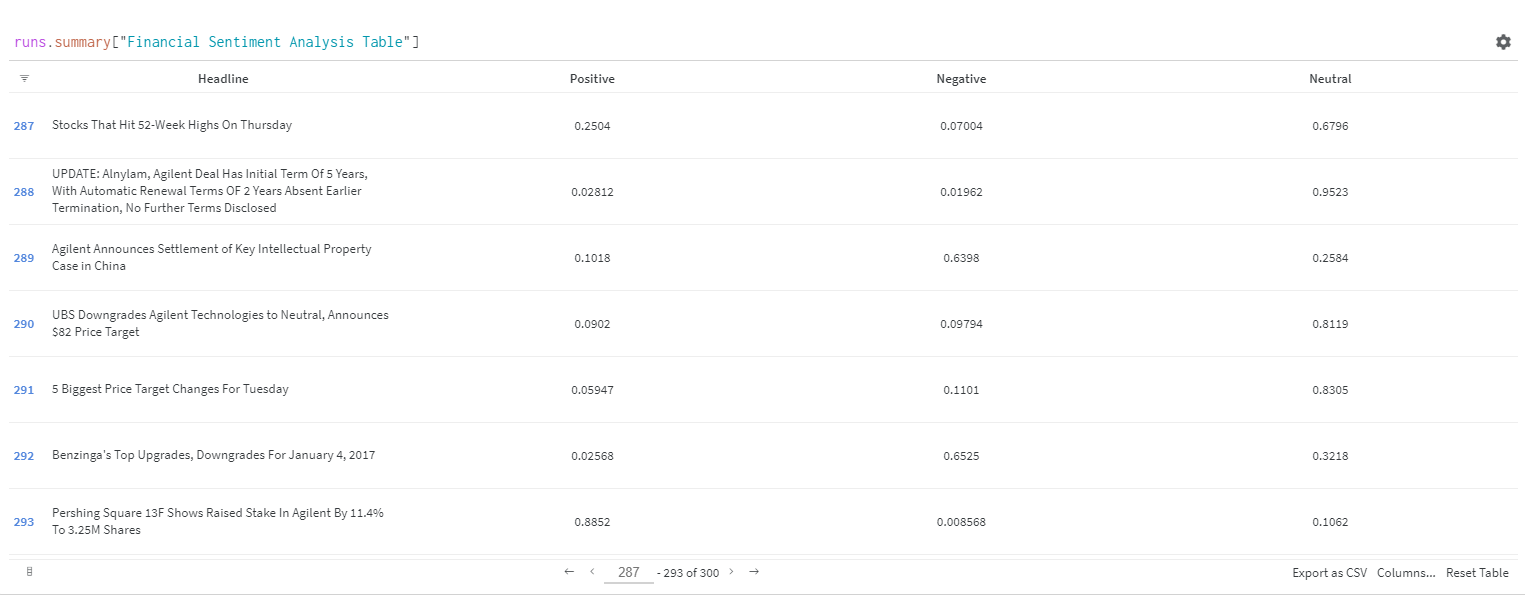 runs.summary["Financial Sentiment Analysis Table"]
Headline Positive Negative Neutral
287 Stocks That Hit 52-Week Highs On Thursday 0.2504 0.07004 0.6796
UPDATE: Alnylam, Agilent Deal Has Initial Term Of 5 Years,
288 With Automatic Renewal Terms OF 2 Years Absent Earlier 0.02812 0.01962 0.9523
Termination, No Further Terms Disclosed
Agilent Announces Settlement of Key Intellectual Property
289 Case in China 0.1018 0.6398 0.2584
UBS Downgrades Agilent Technologies to Neutral, Announces
290 $82 Price Target 0.0902 0.09794 0.8119
291 5 Biggest Price Target Changes For Tuesday 0.05947 0.1101 0.8305
292 Benzinga's Top Upgrades, Downgrades For January 4, 2017 0.02568 0.6525 0.3218
Pershing Square 13F Shows Raised Stake In Agilent By 11.4%
293 To 3.25M Shares 0.8852 0.008568 0.1062
← < 287 - 293 of 300 > → Export as CSV Columns... Reset Table